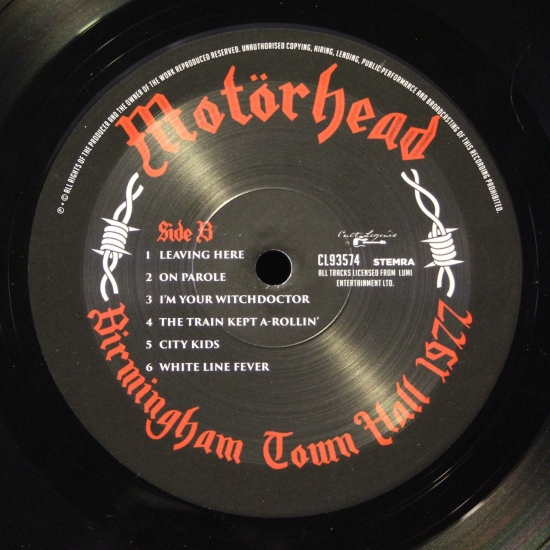 ℗ + © ALL RIGHTS OF THE PRODUCER AND THE OWNER OF THE WORK REPRODUCED RESERVED. UNAUTHORISED COPYING, HIRING, LENDING, PUBLIC PERFORMANCE AND BROADCASTING OF THIS RECORDING PROHIBITED.
Motörhead
Side B
1 LEAVING HERE
2 ON PAROLE
3 I'M YOUR WITCHDOCTOR
4 THE TRAIN KEPT A-ROLLIN'
5 CITY KIDS
6 WHITE LINE FEVER
Cult Legends
CL93574 STEMRA
ALL TRACKS LICENSED FROM LUMI
ENTERTAINMENT LTD.
Birmingham Town Hall 1977